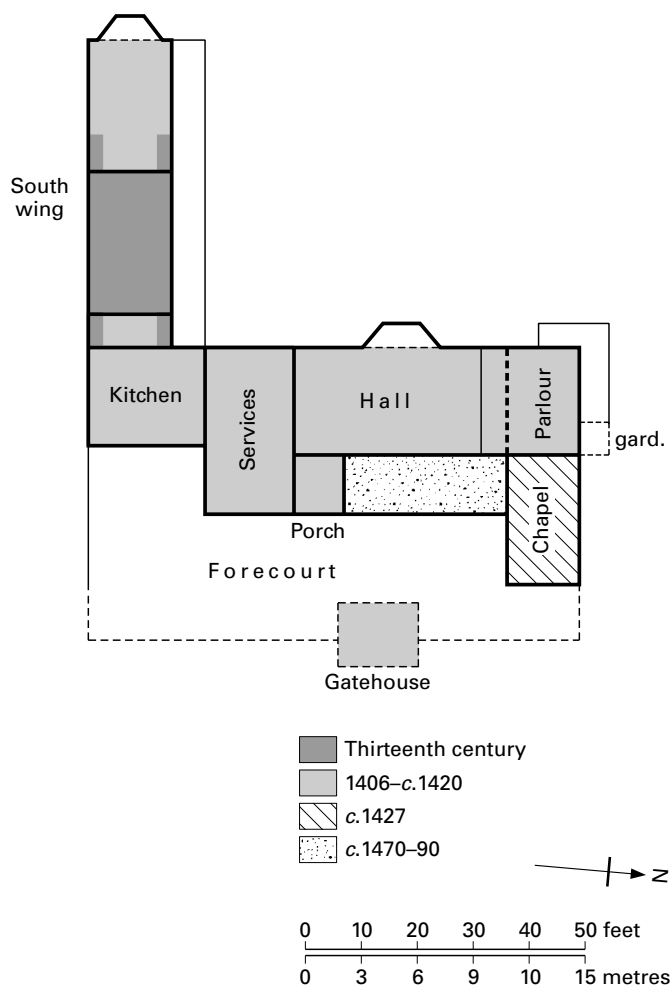 South
wing
Kitchen
Services
Hall
Parlour
gard.
Chapel
Porch
Forecourt
Gatehouse
Thirteenth century
1406–c.1420
c.1427
c.1470–90
N
0 10 20 30 40 50 feet
0 3 6 9 10 15 metres